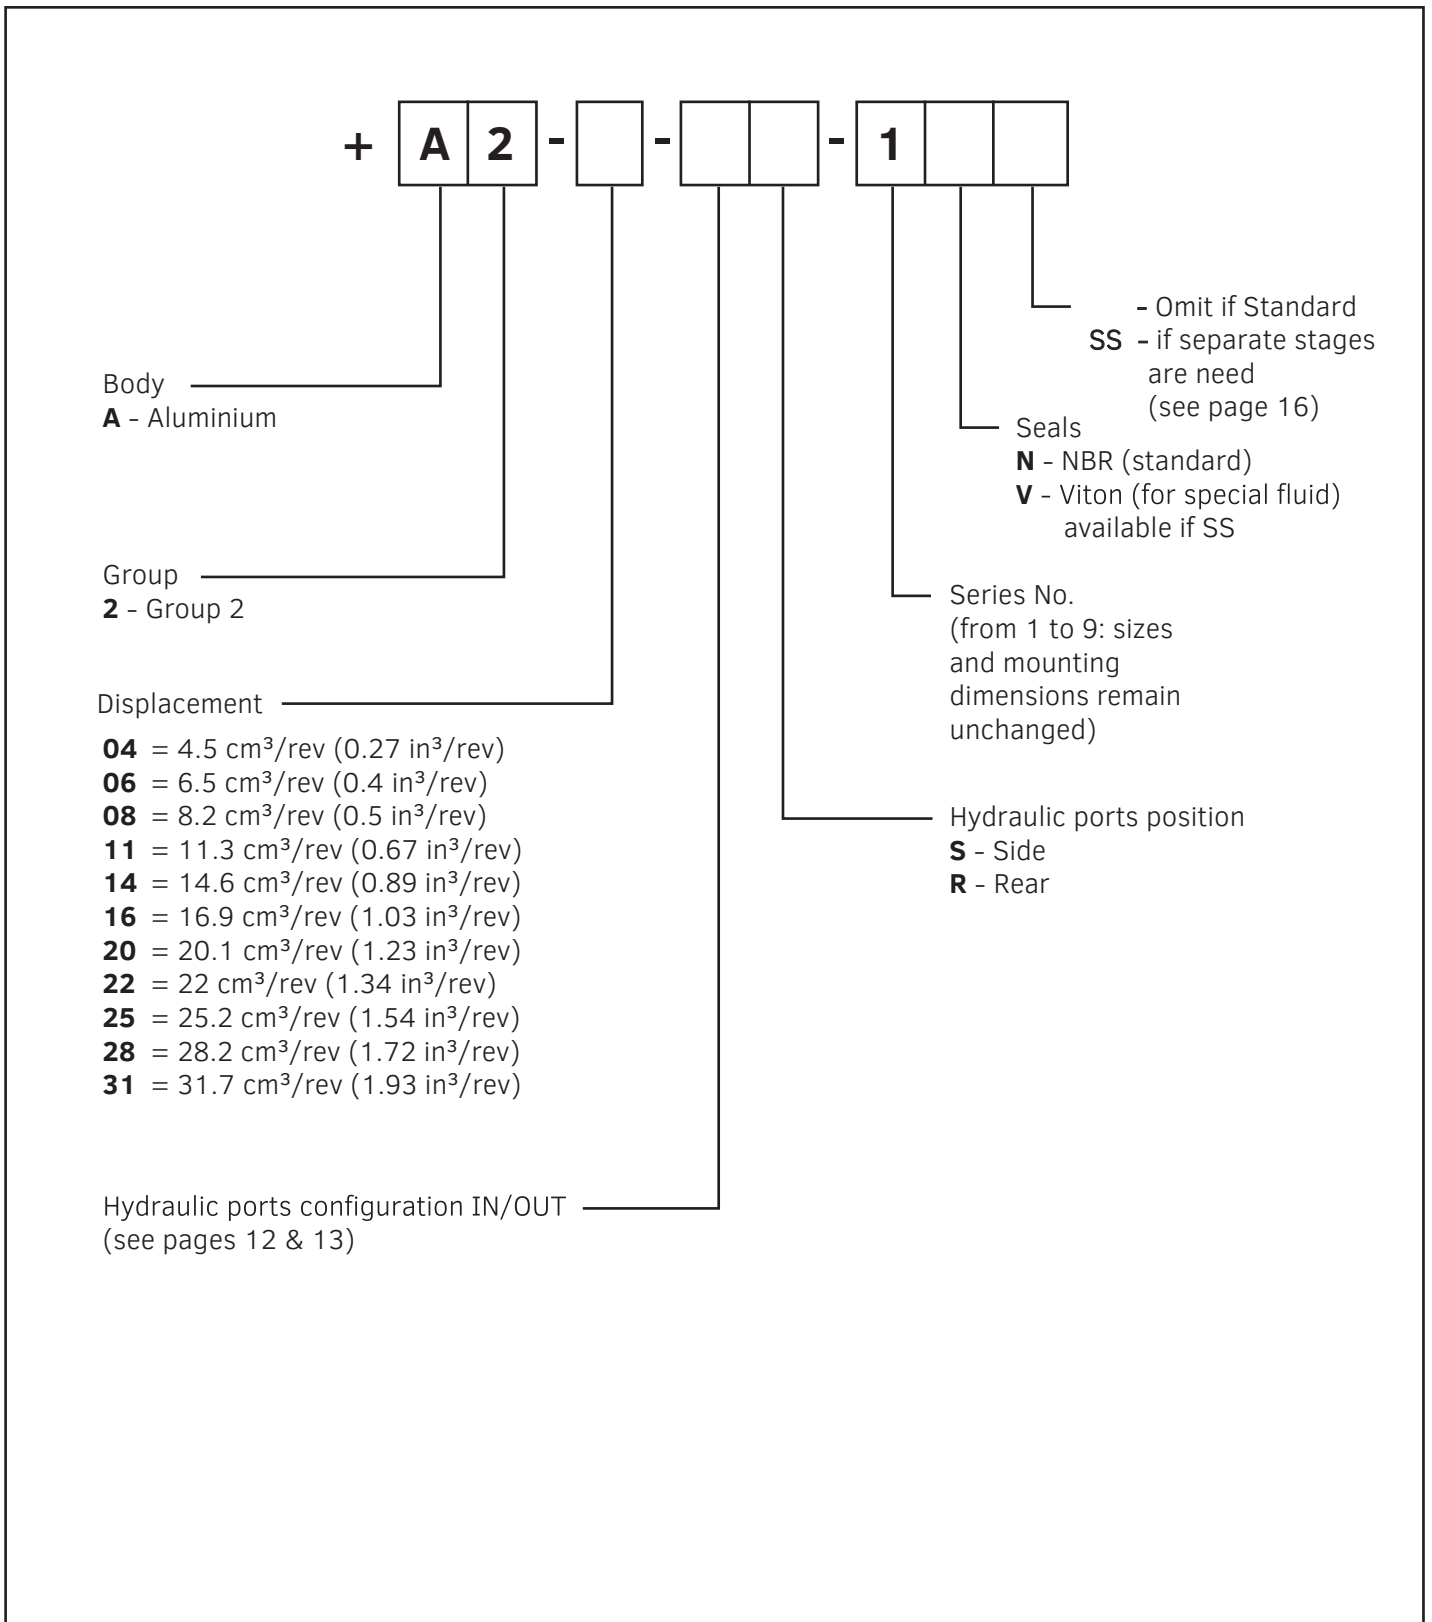 + A 2 - - - 1
- Omit if Standard
SS - if separate stages
are need
(see page 16)
Body
A - Aluminium
Seals
N - NBR (standard)
V - Viton (for special fluid)
available if SS
Group
2 - Group 2
Series No.
(from 1 to 9: sizes
and mounting
dimensions remain
unchanged)
Displacement
04 = 4.5 cm³/rev (0.27 in³/rev)
06 = 6.5 cm³/rev (0.4 in³/rev)
08 = 8.2 cm³/rev (0.5 in³/rev)
11 = 11.3 cm³/rev (0.67 in³/rev)
14 = 14.6 cm³/rev (0.89 in³/rev)
16 = 16.9 cm³/rev (1.03 in³/rev)
20 = 20.1 cm³/rev (1.23 in³/rev)
22 = 22 cm³/rev (1.34 in³/rev)
25 = 25.2 cm³/rev (1.54 in³/rev)
28 = 28.2 cm³/rev (1.72 in³/rev)
31 = 31.7 cm³/rev (1.93 in³/rev)
Hydraulic ports position
S - Side
R - Rear
Hydraulic ports configuration IN/OUT
(see pages 12 & 13)